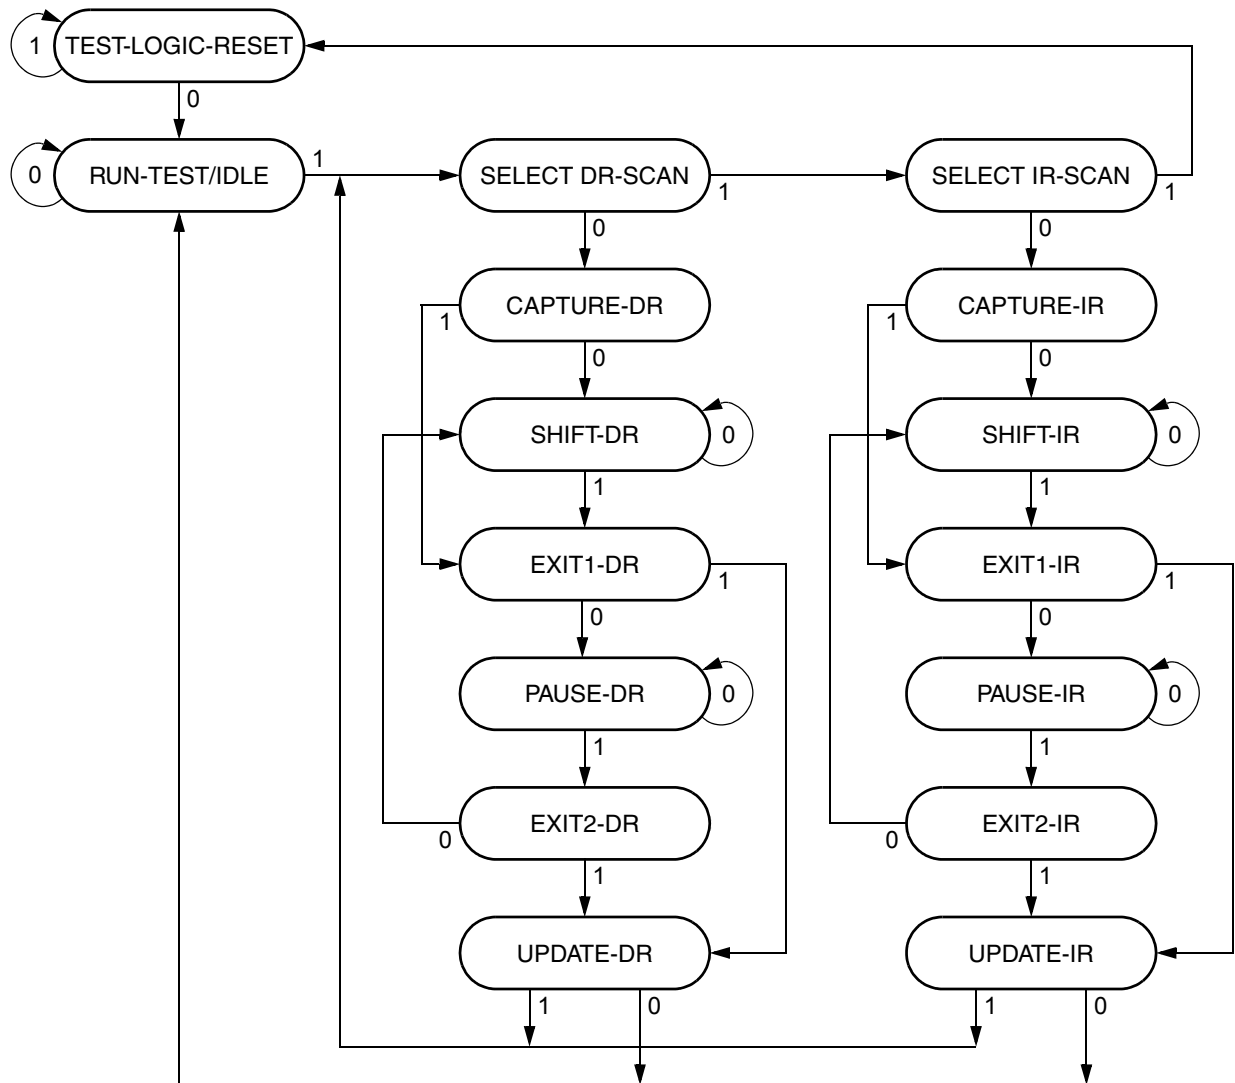 1 TEST-LOGIC-RESET
0
0 RUN-TEST/IDLE 1 SELECT DR-SCAN 1 SELECT IR-SCAN 1
0 0
CAPTURE-DR CAPTURE-IR
1 1
0 0
SHIFT-DR 0 SHIFT-IR 0
1 1
EXIT1-DR 1 EXIT1-IR 1
0 0
PAUSE-DR 0 PAUSE-IR 0
1 1
EXIT2-DR EXIT2-IR
0 0
1 1
UPDATE-DR UPDATE-IR
1 0 1 0